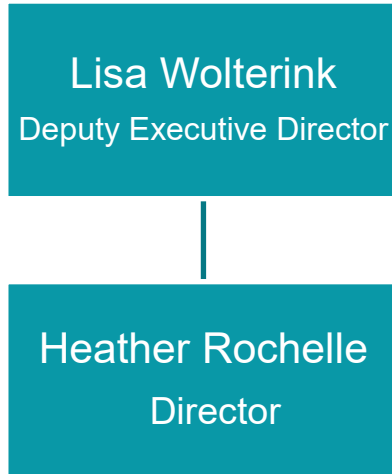 Lisa Wolterink
Deputy Executive Director
Heather Rochelle
Director